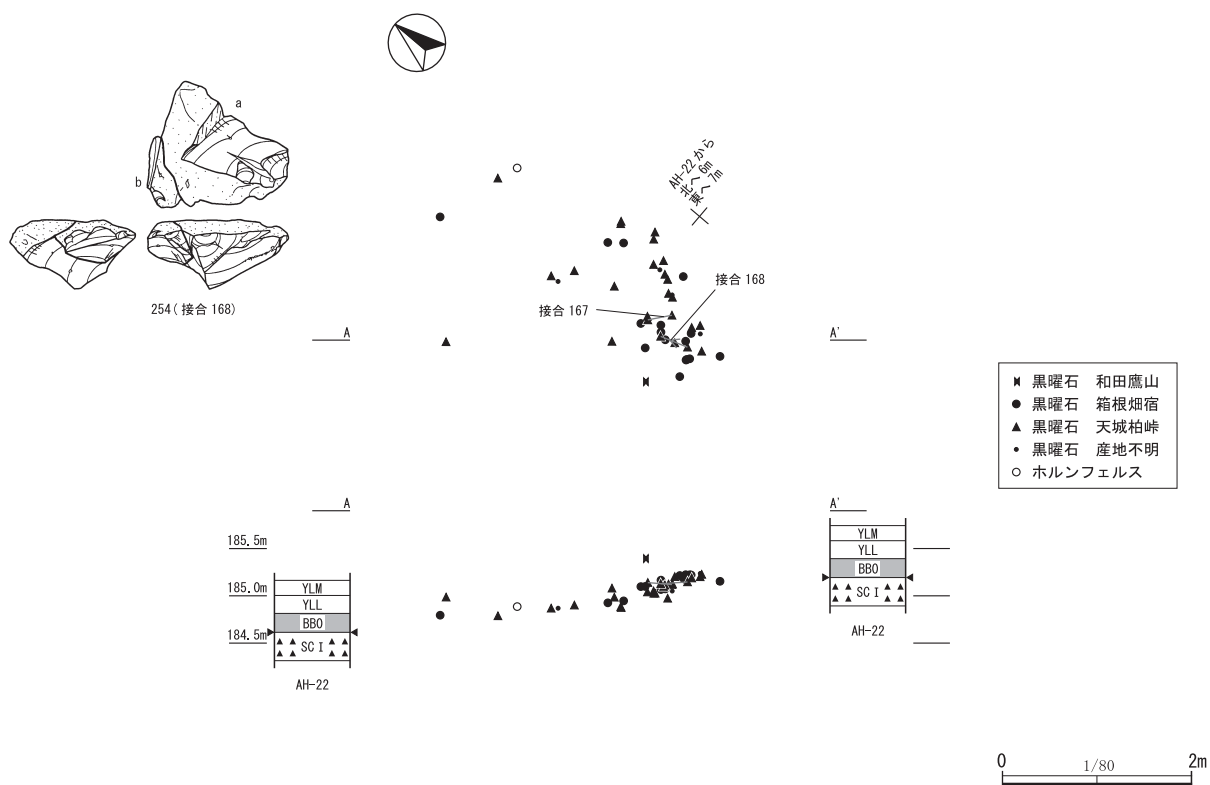 a
b
254(接合 168)
AH-22 から
北へ 6m
東へ 7m
接合 168
接合 167
A
A'
黒曜石　和田鷹山
黒曜石　箱根畑宿
黒曜石　天城柏峠
黒曜石　産地不明
ホルンフェルス
A
A'
185.5m
185.0m
184.5m
YLM
YLL
BB0
SC I
AH-22
YLM
YLL
BB0
SC I
AH-22
0
1/80
2m